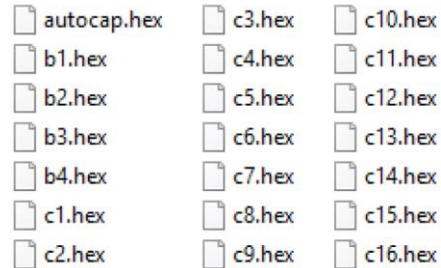 autocap.hex
b1.hex
b2.hex
b3.hex
b4.hex
c1.hex
c2.hex
c3.hex
c4.hex
c5.hex
c6.hex
c7.hex
c8.hex
c9.hex
c10.hex
c11.hex
c12.hex
c13.hex
c14.hex
c15.hex
c16.hex